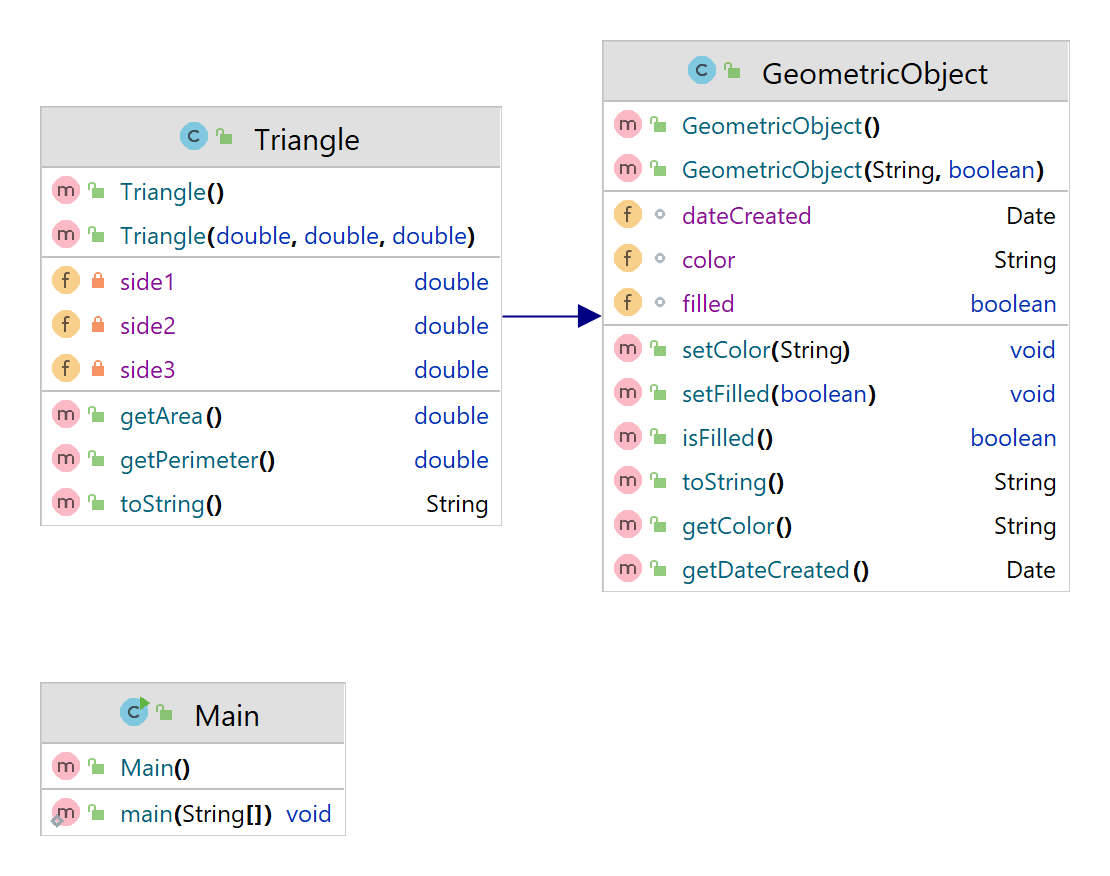 Triangle
Triangle()
Triangle(double, double, double)
side1 double
side2 double
side3 double
getArea() double
getPerimeter() double
toString() String
GeometricObject
GeometricObject()
GeometricObject(String, boolean)
dateCreated Date
color String
filled boolean
setColor(String) void
setFilled(boolean) void
isFilled() boolean
toString() String
getColor() String
getDateCreated() Date
Main
Main()
main(String[]) void